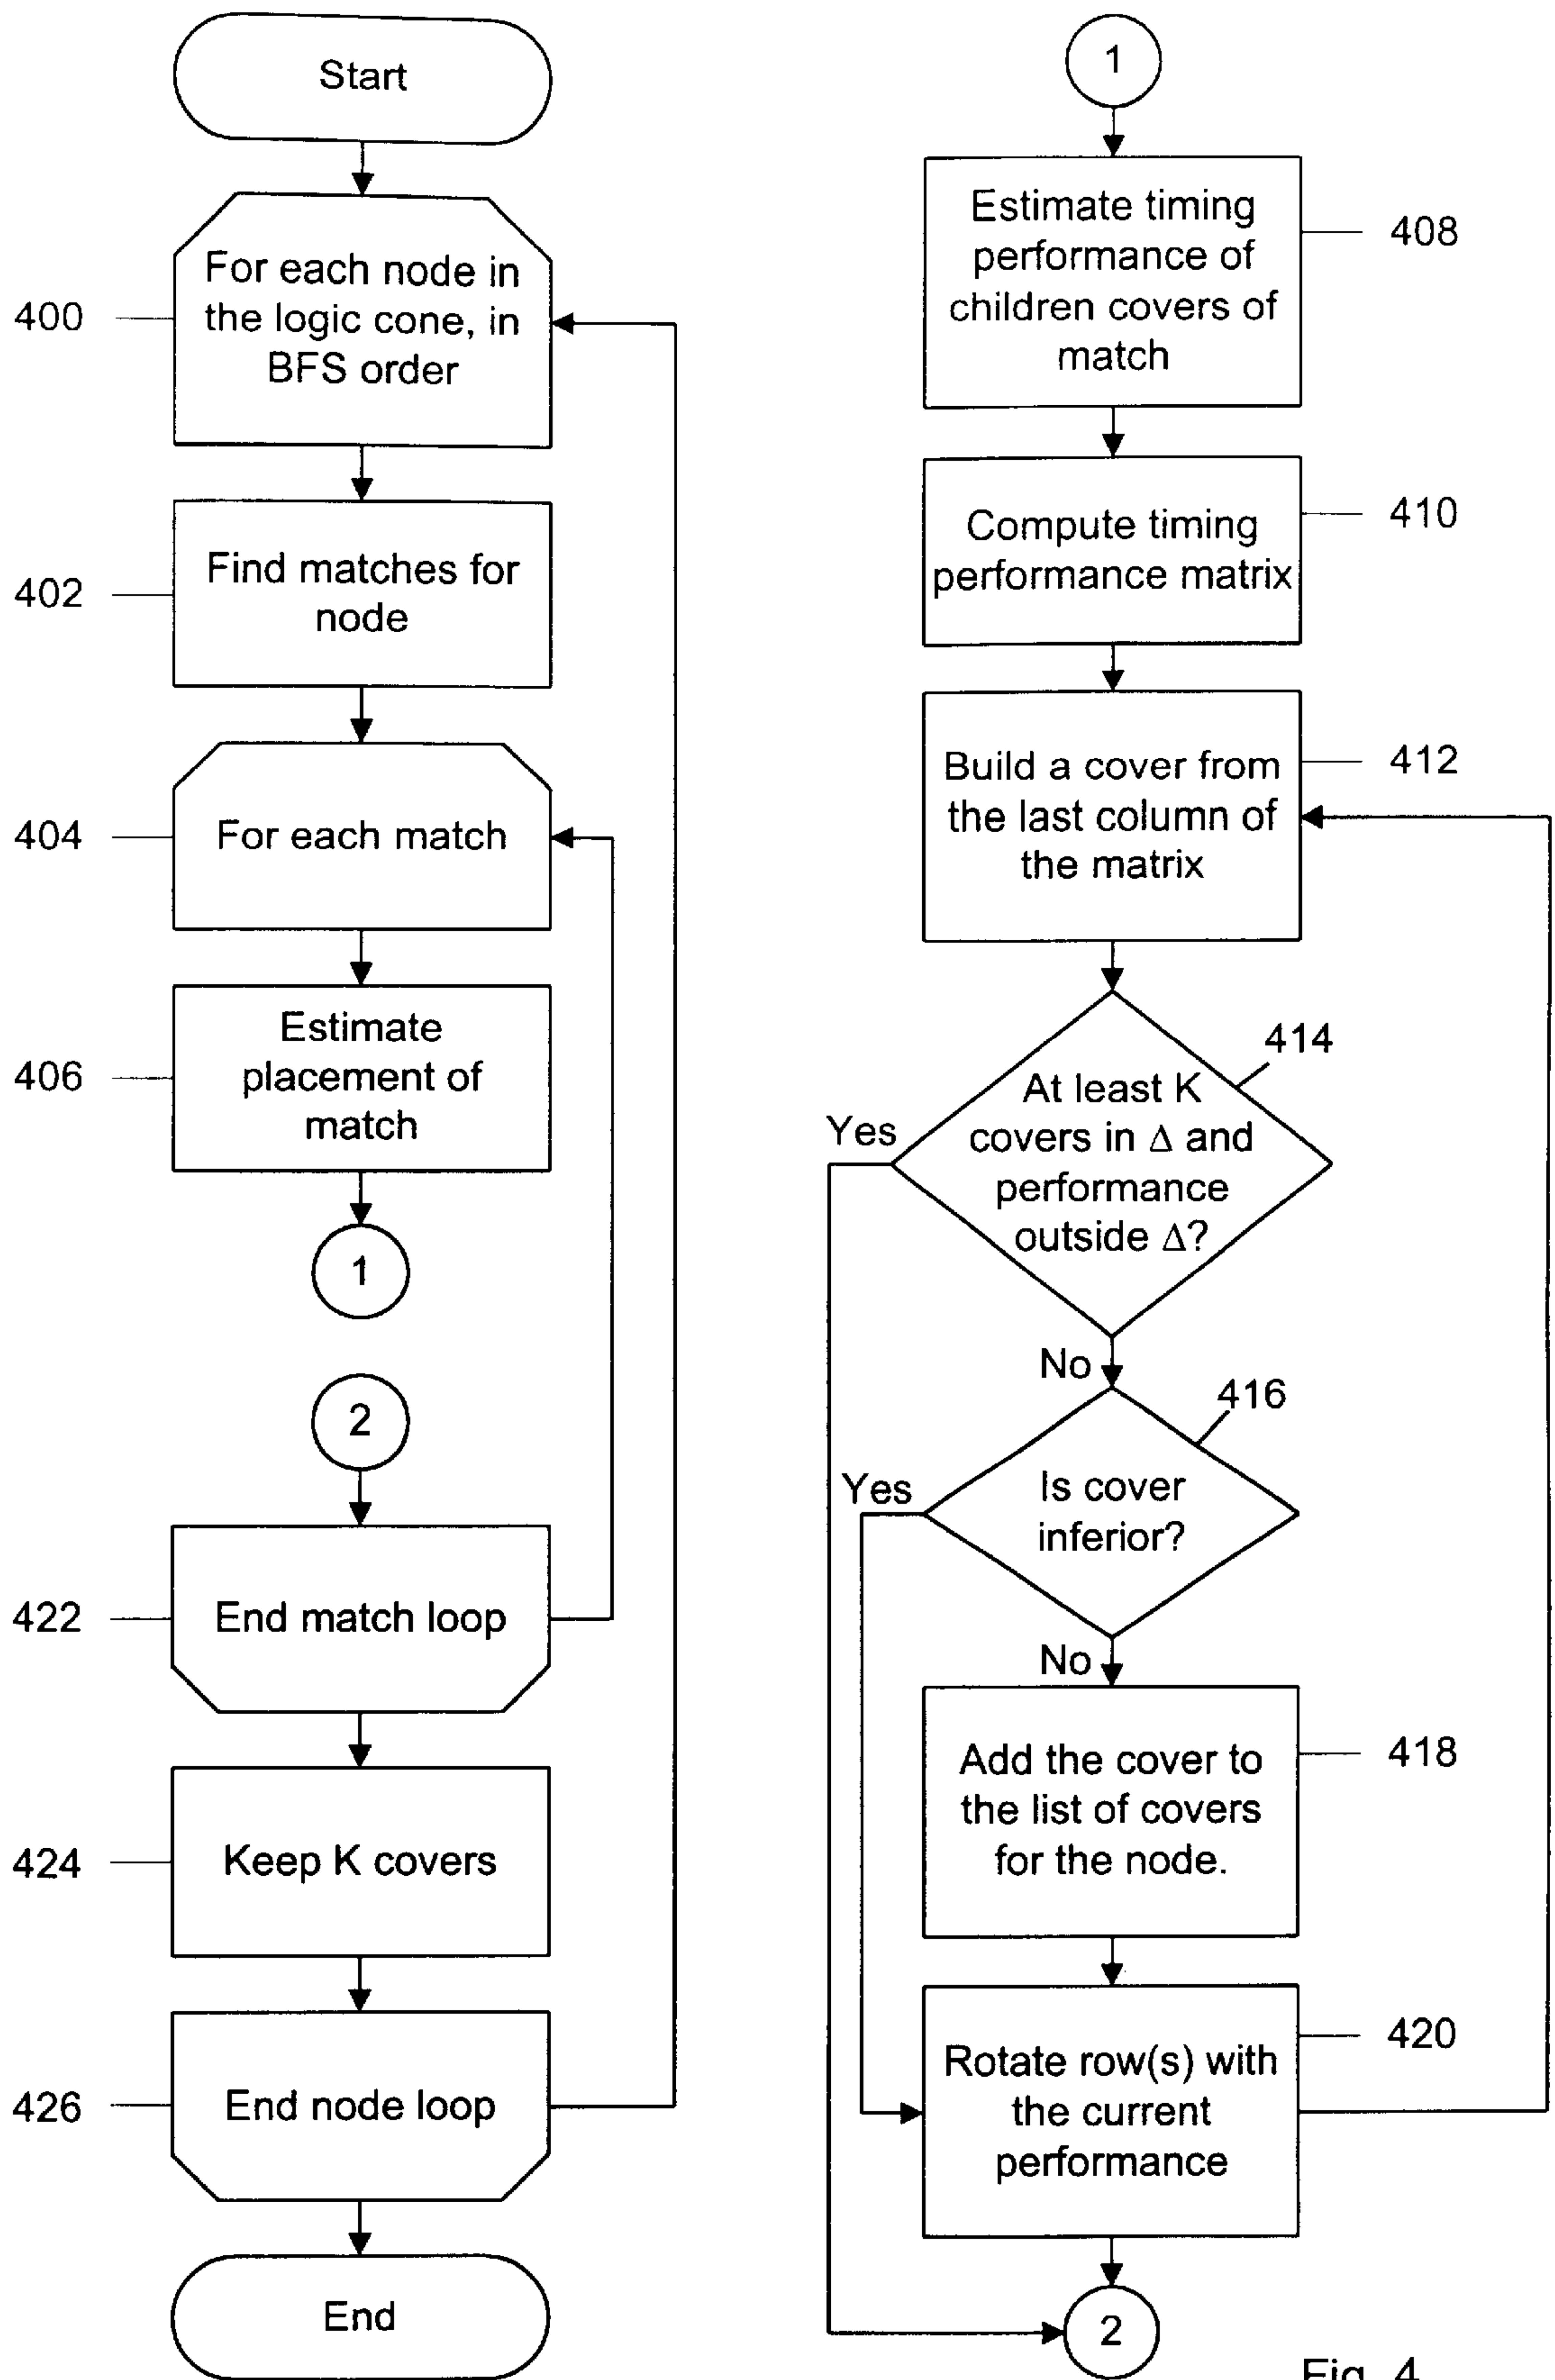 Start
400
For each node in
the logic cone, in
BFS order
402
Find matches for
node
404
For each match
406
Estimate
placement of
match
1
2
422
End match loop
424
Keep K covers
426
End node loop
End
1
Estimate timing
performance of
children covers of
match
408
Compute timing
performance matrix
410
Build a cover from
the last column of
the matrix
412
414
At least K
covers in Δ and
performance
outside Δ?
Yes
No
416
Is cover
inferior?
Yes
No
Add the cover to
the list of covers
for the node.
418
Rotate row(s) with
the current
performance
420
2
Fig. 4